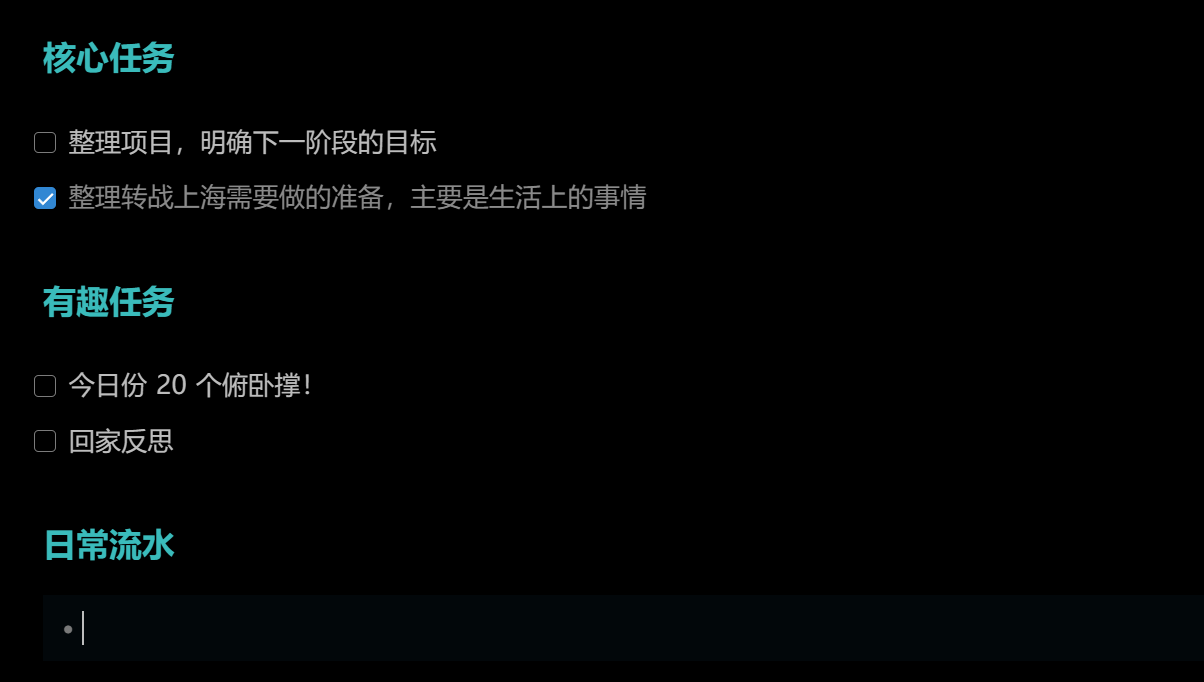 核心任务
整理项目，明确下一阶段的目标
整理转战上海需要做的准备，主要是生活上的事情
有趣任务
今日份 20 个俯卧撑！
回家反思
日常流水